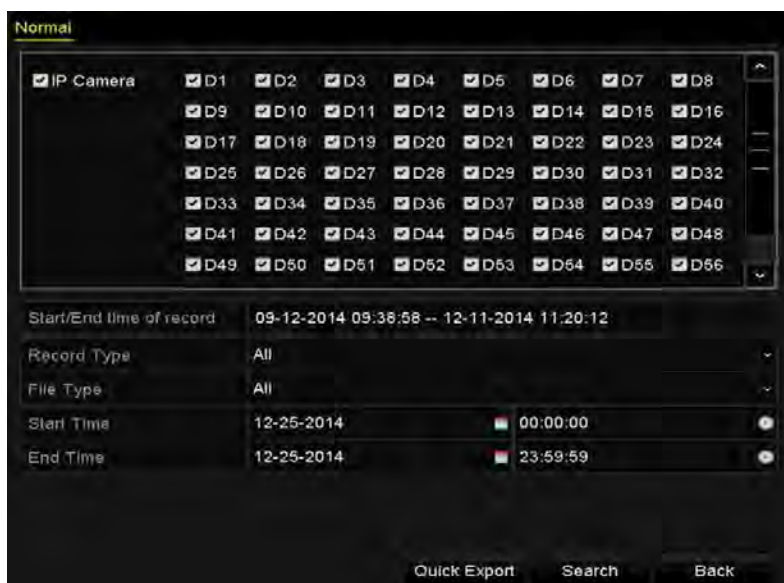 Normal
IP Camera D1 D2 D3 D4 D5 D6 D7 D8
D9 D10 D11 D12 D13 D14 D15 D16
D17 D18 D19 D20 D21 D22 D23 D24
D25 D26 D27 D28 D29 D30 D31 D32
D33 D34 D35 D36 D37 D38 D39 D40
D41 D42 D43 D44 D45 D46 D47 D48
D49 D50 D51 D52 D53 D54 D55 D56
Start/End time of record 09-12-2014 09:38:58 -- 12-11-2014 11:20:12
Record Type All
File Type All
Start Time 12-25-2014 00:00:00
End Time 12-25-2014 23:59:59
Quick Export Search Back